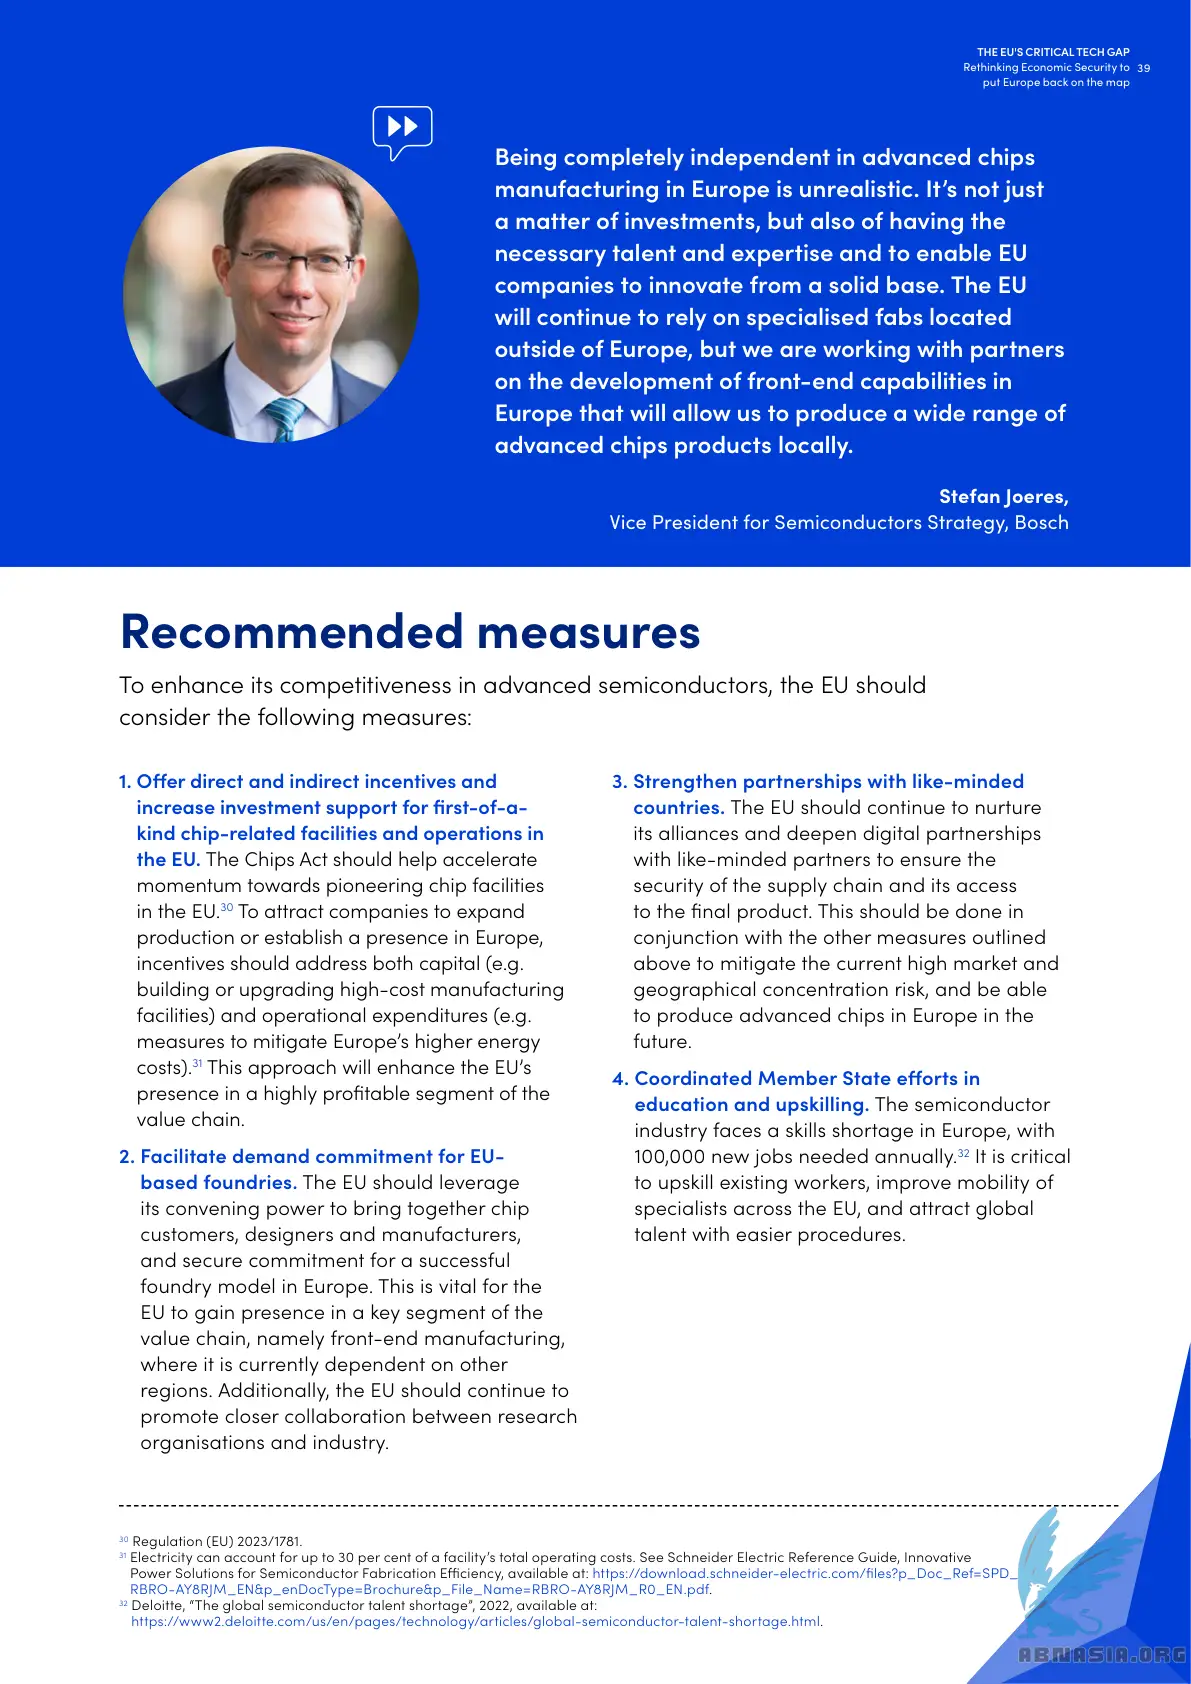 THE EU'S CRITICAL TECH GAP
Rethinking Economic Security to
put Europe back on the map
39
Being completely independent in advanced chips
manufacturing in Europe is unrealistic. It's not just
a matter of investments, but also of having the
necessary talent and expertise and to enable EU
companies to innovate from a solid base. The EU
will continue to rely on specialised fabs located
outside of Europe, but we are working with partners
on the development of front-end capabilities in
Europe that will allow us to produce a wide range of
advanced chips products locally.
Stefan Joeres,
Vice President for Semiconductors Strategy, Bosch
Recommended measures
To enhance its competitiveness in advanced semiconductors, the EU should
consider the following measures:
1. Offer direct and indirect incentives and
increase investment support for first-of-a-
kind chip-related facilities and operations in
the EU. The Chips Act should help accelerate
momentum towards pioneering chip facilities
in the EU.30 To attract companies to expand
production or establish a presence in Europe,
incentives should address both capital (e.g.
building or upgrading high-cost manufacturing
facilities) and operational expenditures (e.g.
measures to mitigate Europe's higher energy
costs).31 This approach will enhance the EU's
presence in a highly profitable segment of the
value chain.
2. Facilitate demand commitment for EU-
based foundries. The EU should leverage
its convening power to bring together chip
customers, designers and manufacturers,
and secure commitment for a successful
foundry model in Europe. This is vital for the
EU to gain presence in a key segment of the
value chain, namely front-end manufacturing,
where it is currently dependent on other
regions. Additionally, the EU should continue to
promote closer collaboration between research
organisations and industry.
3. Strengthen partnerships with like-minded
countries. The EU should continue to nurture
its alliances and deepen digital partnerships
with like-minded partners to ensure the
security of the supply chain and its access
to the final product. This should be done in
conjunction with the other measures outlined
above to mitigate the current high market and
geographical concentration risk, and be able
to produce advanced chips in Europe in the
future.
4. Coordinated Member State efforts in
education and upskilling. The semiconductor
industry faces a skills shortage in Europe, with
100,000 new jobs needed annually.32 It is critical
to upskill existing workers, improve mobility of
specialists across the EU, and attract global
talent with easier procedures.
30 Regulation (EU) 2023/1781.
31 Electricity can account for up to 30 per cent of a facility's total operating costs. See Schneider Electric Reference Guide, Innovative
Power Solutions for Semiconductor Fabrication Efficiency, available at: https://download.schneider-electric.com/files?p_Doc_Ref=SPD_
RBRO-AY8RJM_EN&p_enDocType=Brochure&p_File_Name=RBRO-AY8RJM_R0_EN.pdf.
32 Deloitte, "The global semiconductor talent shortage", 2022, available at:
https://www2.deloitte.com/us/en/pages/technology/articles/global-semiconductor-talent-shortage.html.
ABNASIA.ORG